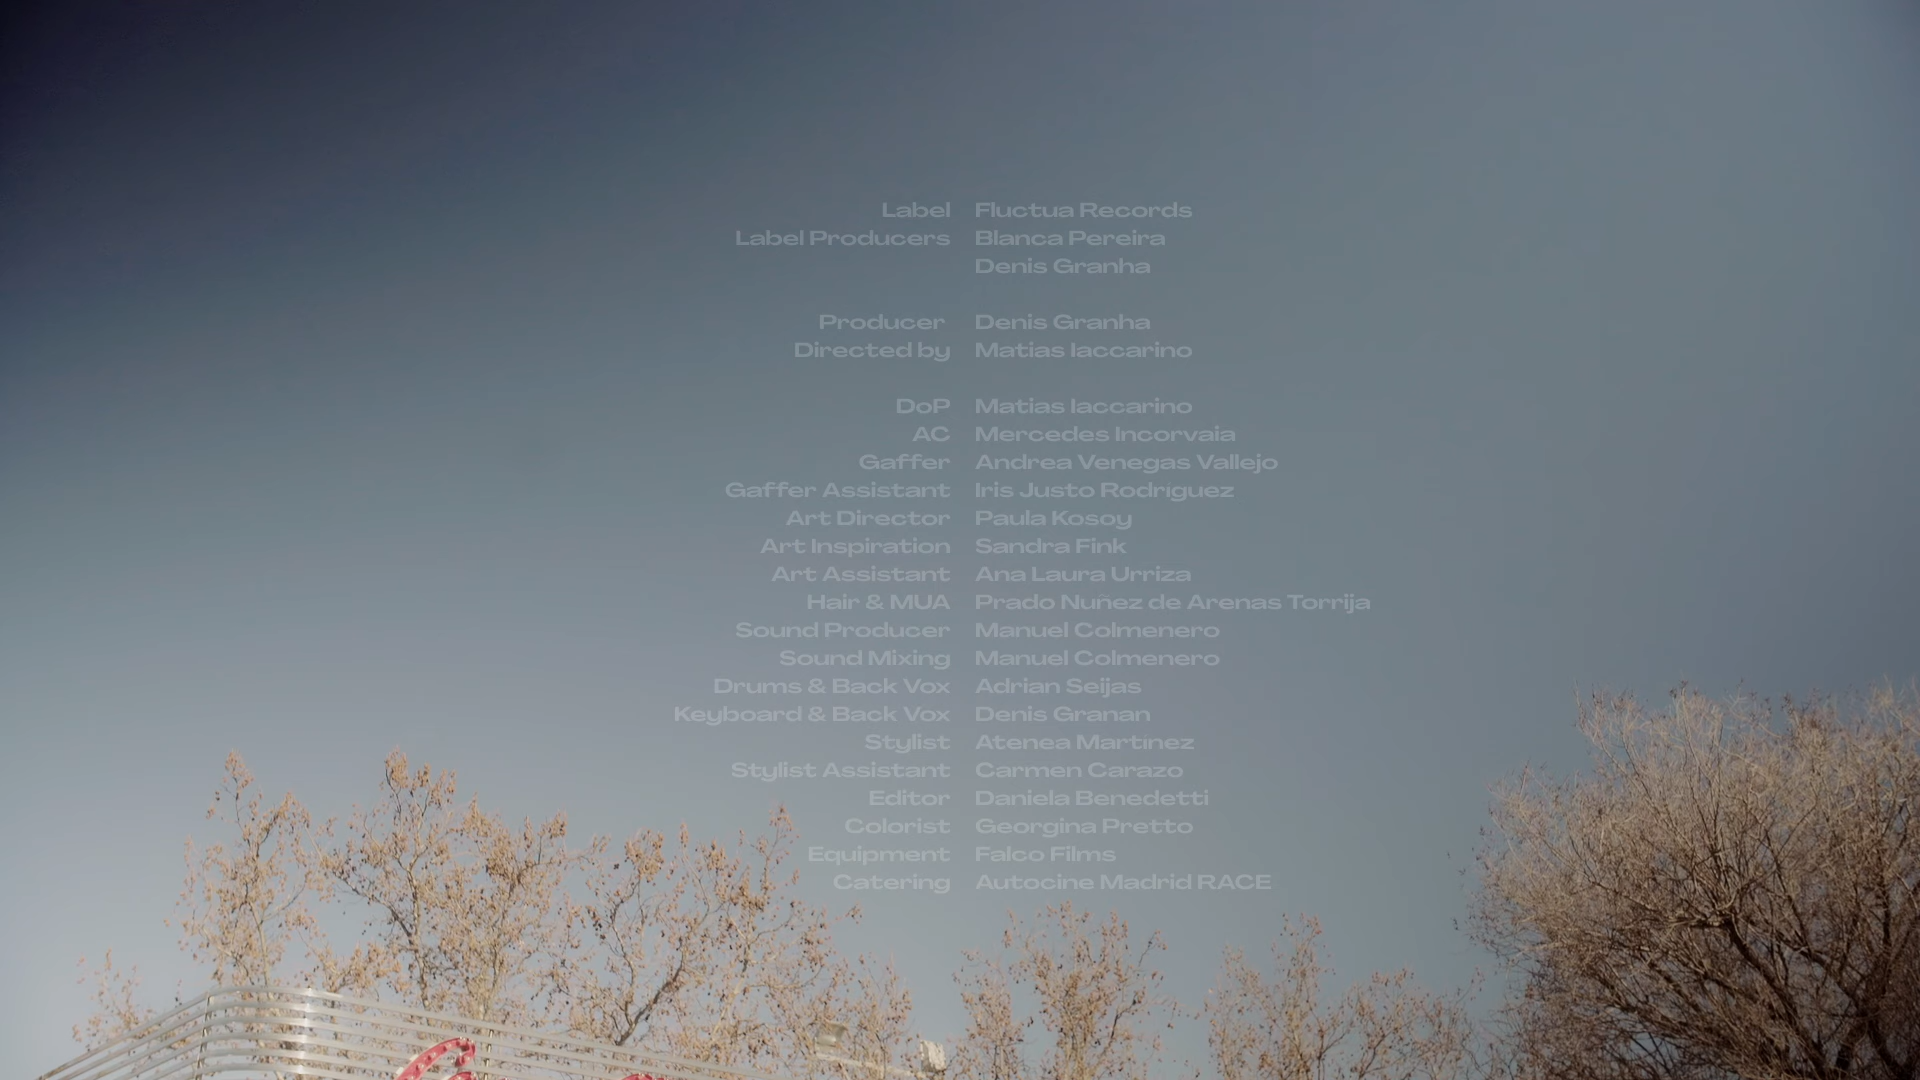 Label Fluctua Records
Label Producers Blanca Pereira
Denis Granha
Producer Denis Granha
Directed by Matias Iaccarino
DoP Matias Iaccarino
AC Mercedes Incorvaia
Gaffer Andrea Venegas Vallejo
Gaffer Assistant Iris Justo Rodríguez
Art Director Paula Kosoy
Art Inspiration Sandra Fink
Art Assistant Ana Laura Urriza
Hair & MUA Prado Nuñez de Arenas Torrija
Sound Producer Manuel Colmenero
Sound Mixing Manuel Colmenero
Drums & Back Vox Adrian Seijas
Keyboard & Back Vox Denis Granan
Stylist Atenea Martínez
Stylist Assistant Carmen Carazo
Editor Daniela Benedetti
Colorist Georgina Pretto
Equipment Falco Films
Catering Autocine Madrid RACE